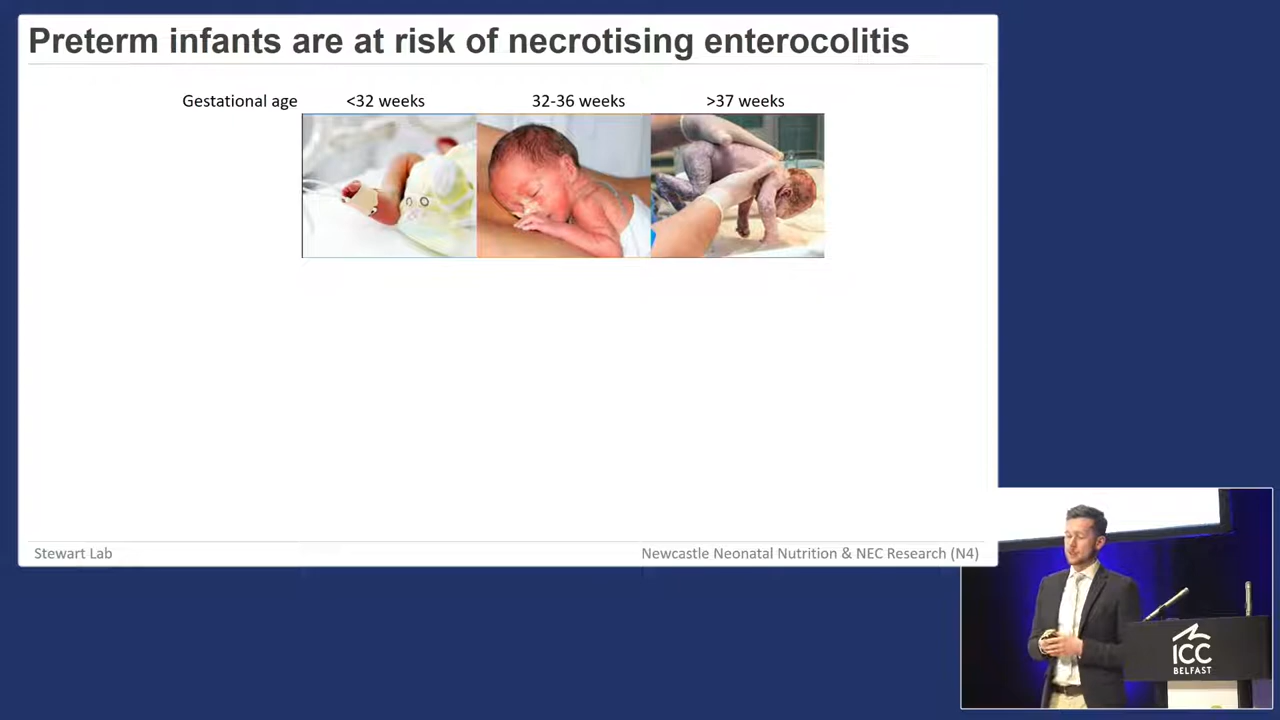 Preterm infants are at risk of necrotising enterocolitis
Gestational age <32 weeks 32-36 weeks >37 weeks
Stewart Lab Newcastle Neonatal Nutrition & NEC Research (N4)
ICC
BELFAST